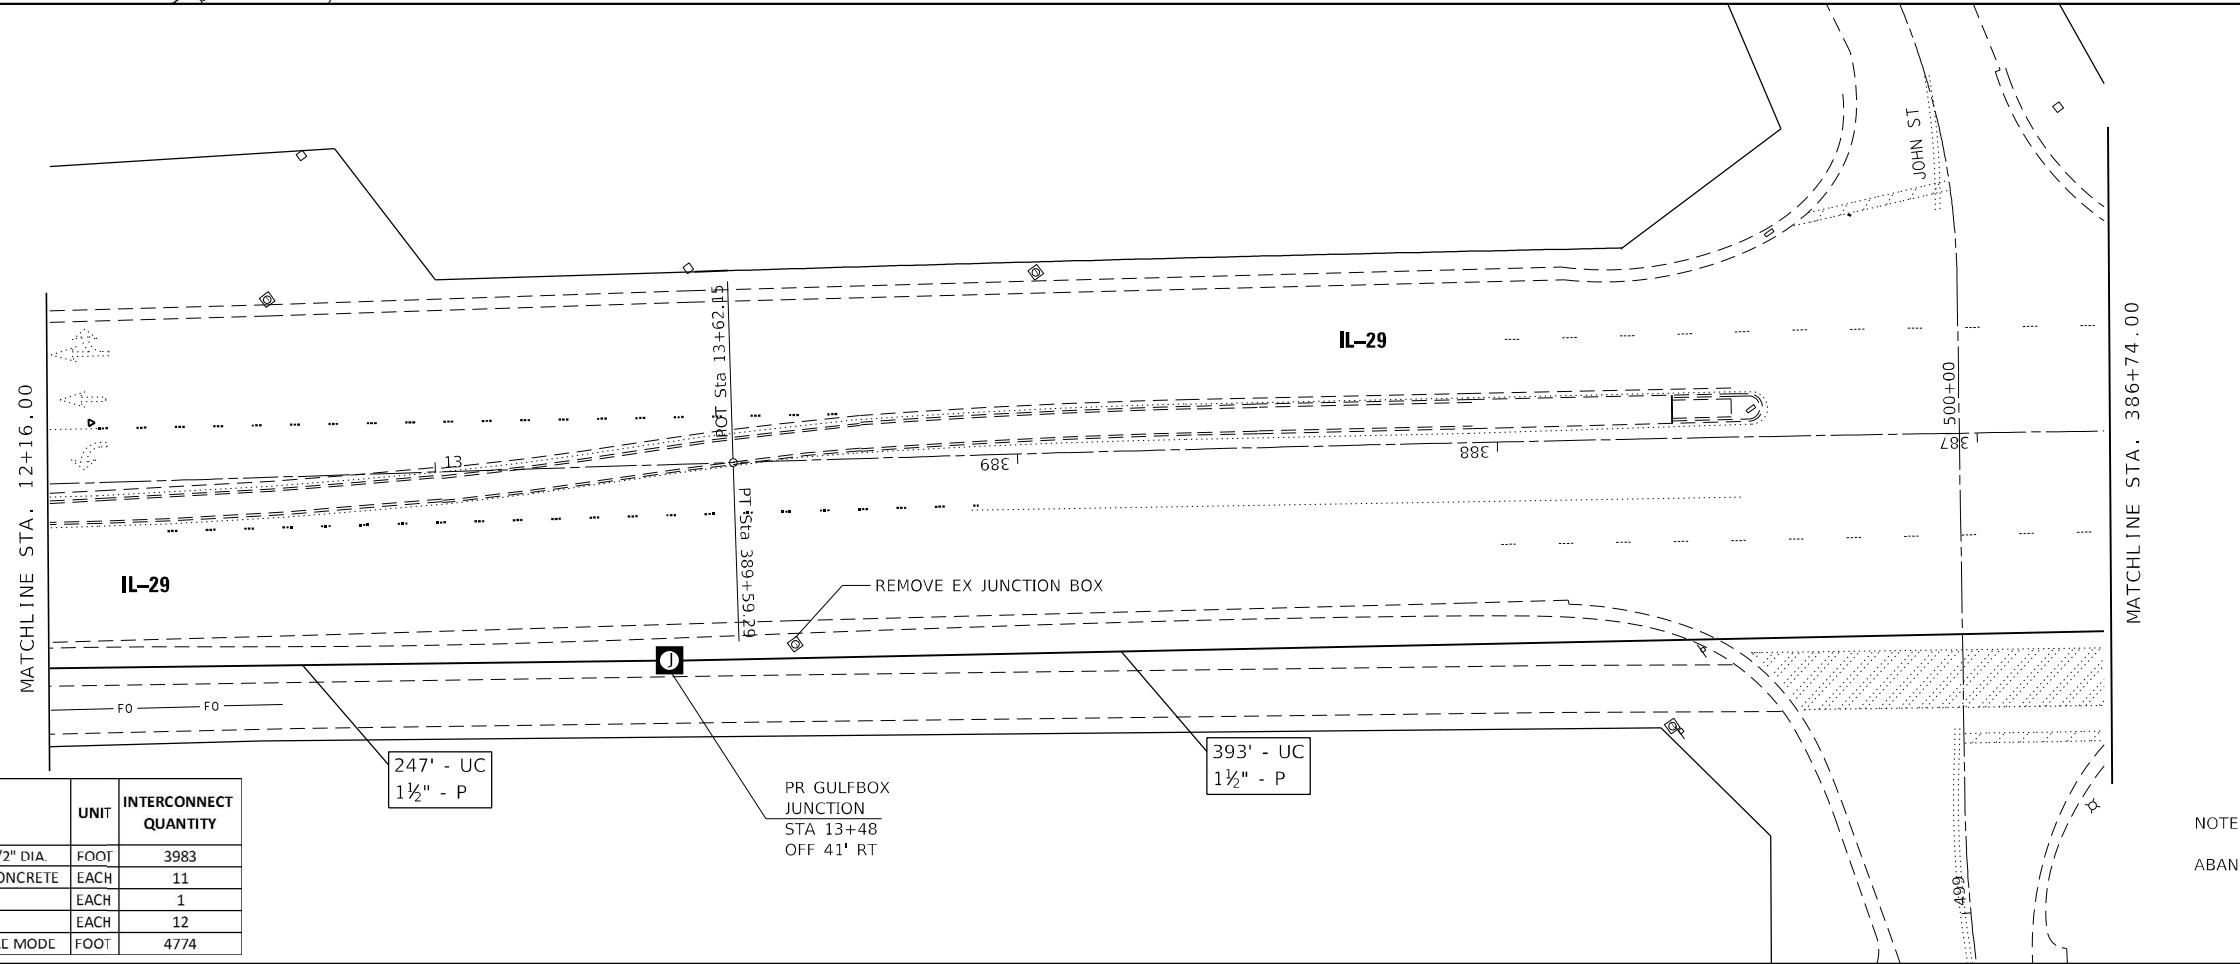 MATCHLINE STA. 12+16.00
IL-29
13
POT Sta 13+62.15
PT Sta 389+59.29
IL-29
389
388
387
500+00
JOHN ST
MATCHLINE STA. 386+74.00
REMOVE EX JUNCTION BOX
J
FO FO
247' - UC
1½" - P
PR GULFBOX
JUNCTION
STA 13+48
OFF 41' RT
393' - UC
1½" - P
499
UNIT INTERCONNECT
QUANTITY
/2" DIA. FOOT 3983
ONCRETE EACH 11
EACH 1
EACH 12
LE MODE FOOT 4774
NOTE
ABAN